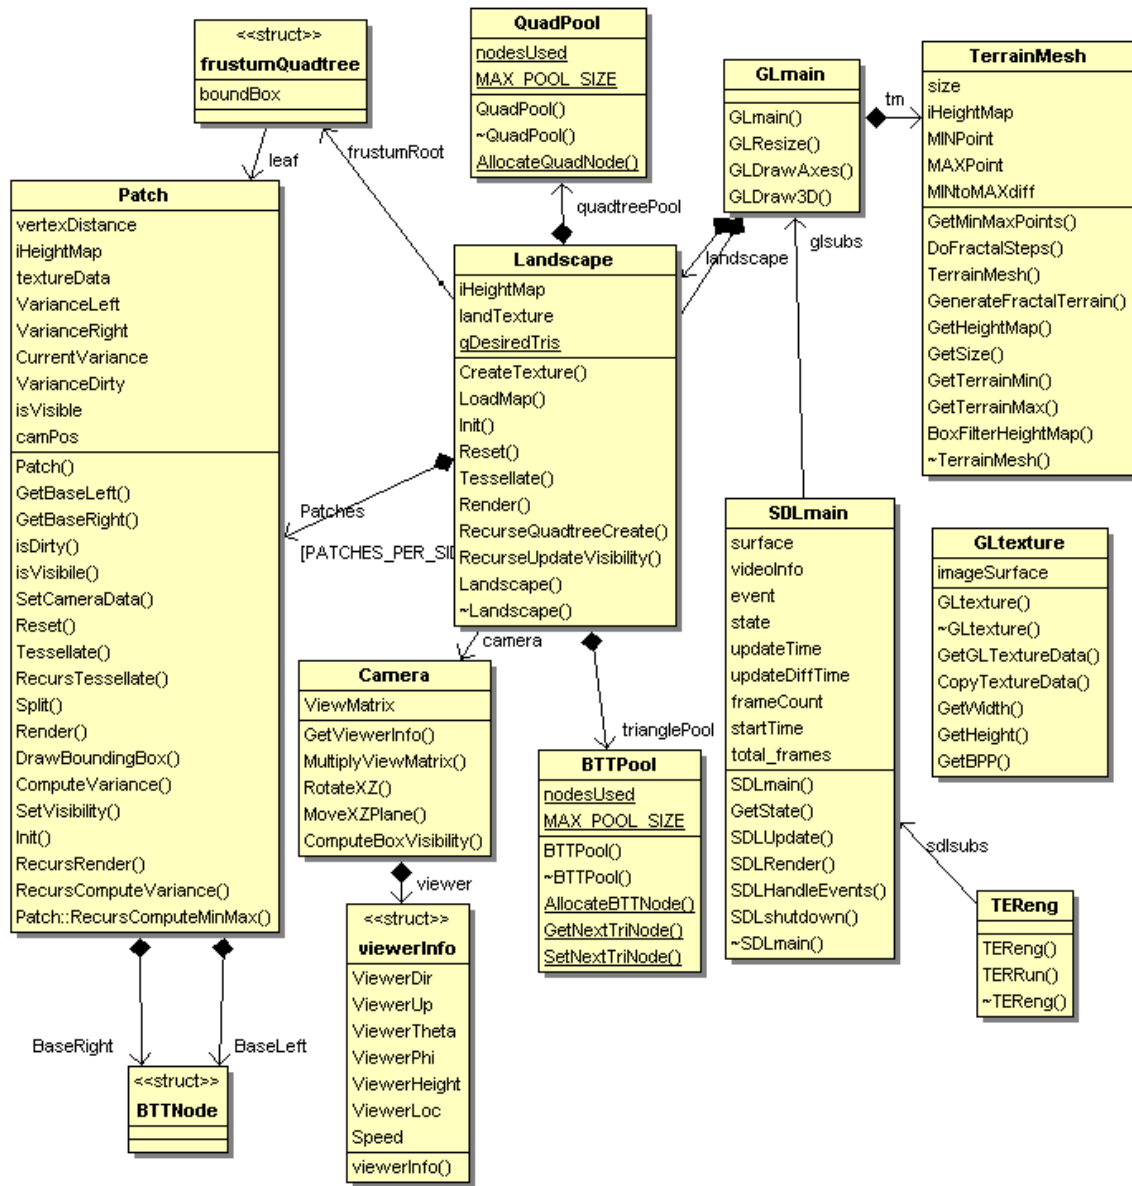 <<struct>>
frustumQuadtree
boundBox
QuadPool
nodesUsed
MAX_POOL_SIZE
QuadPool()
~QuadPool()
AllocateQuadNode()
GLmain
GLmain()
GLResize()
GLDrawAxes()
GLDraw3D()
tm
TerrainMesh
size
iHeightMap
MINPoint
MAXPoint
MINtoMAXdiff
GetMinMaxPoints()
DoFractalSteps()
TerrainMesh()
GenerateFractalTerrain()
GetHeightMap()
GetSize()
GetTerrainMin()
GetTerrainMax()
BoxFilterHeightMap()
~TerrainMesh()
leaf
frustumRoot
quadtreePool
landscape
glsubs
Patch
vertexDistance
iHeightMap
textureData
VarianceLeft
VarianceRight
CurrentVariance
VarianceDirty
isVisible
camPos
Patch()
GetBaseLeft()
GetBaseRight()
isDirty()
isVisibile()
SetCameraData()
Reset()
Tessellate()
RecursTessellate()
Split()
Render()
DrawBoundingBox()
ComputeVariance()
SetVisibility()
Init()
RecursRender()
RecursComputeVariance()
Patch::RecursComputeMinMax()
Landscape
iHeightMap
landTexture
gDesiredTris
CreateTexture()
LoadMap()
Init()
Reset()
Tessellate()
Render()
RecurseQuadtreeCreate()
RecurseUpdateVisibility()
Landscape()
~Landscape()
Patches
[PATCHES_PER_SID
camera
trianglePool
Camera
ViewMatrix
GetViewerInfo()
MultiplyViewMatrix()
RotateXZ()
MoveXZPlane()
ComputeBoxVisibility()
viewer
<<struct>>
viewerInfo
ViewerDir
ViewerUp
ViewerTheta
ViewerPhi
ViewerHeight
ViewerLoc
Speed
viewerInfo()
BTTPool
nodesUsed
MAX_POOL_SIZE
BTTPool()
~BTTPool()
AllocateBTTNode()
GetNextTriNode()
SetNextTriNode()
SDLmain
surface
videoInfo
event
state
updateTime
updateDiffTime
frameCount
startTime
total_frames
SDLmain()
GetState()
SDLUpdate()
SDLRender()
SDLHandleEvents()
SDLshutdown()
~SDLmain()
GLtexture
imageSurface
GLtexture()
~GLtexture()
GetGLTextureData()
CopyTextureData()
GetWidth()
GetHeight()
GetBPP()
sdlsubs
TEReng
TEReng()
TERRun()
~TEReng()
BaseRight
BaseLeft
<<struct>>
BTTNode